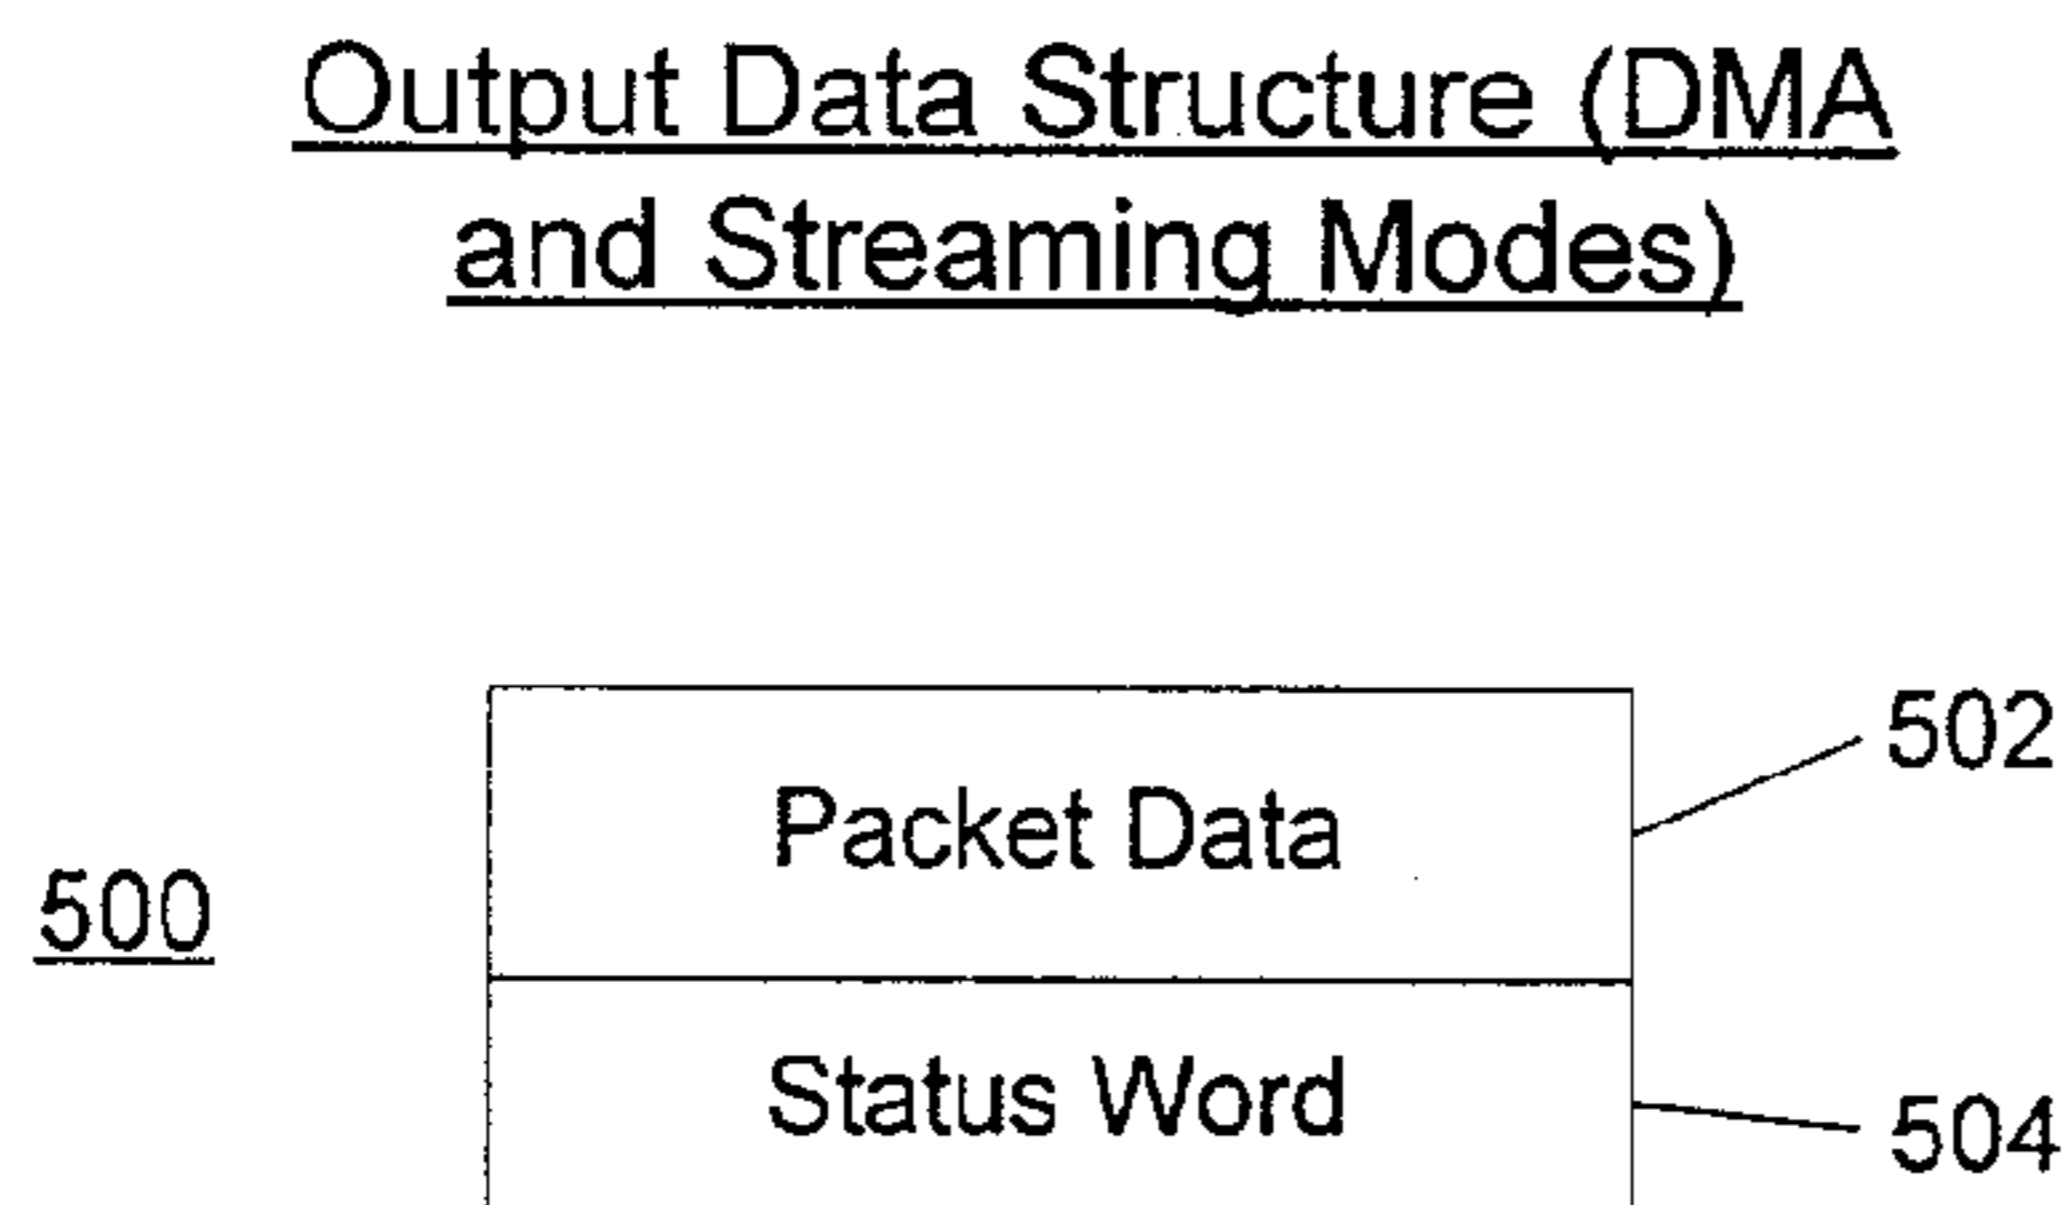 Output Data Structure (DMA
and Streaming Modes)
502
Packet Data
500
Status Word
504